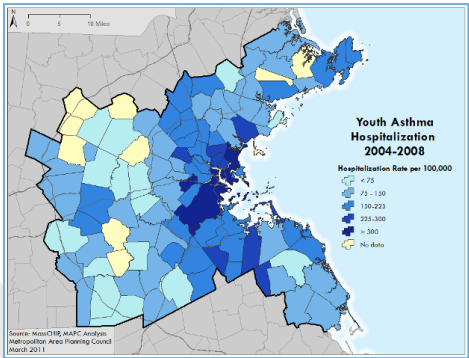 N
0 5 10 Miles
Youth Asthma
Hospitalization
2004-2008
Hospitalization Rate per 100,000
< 75
75 - 150
150-225
225-300
> 300
No data
Source: MassCHIP, MAPC Analysis
Metropolitan Area Planning Council
March 2011